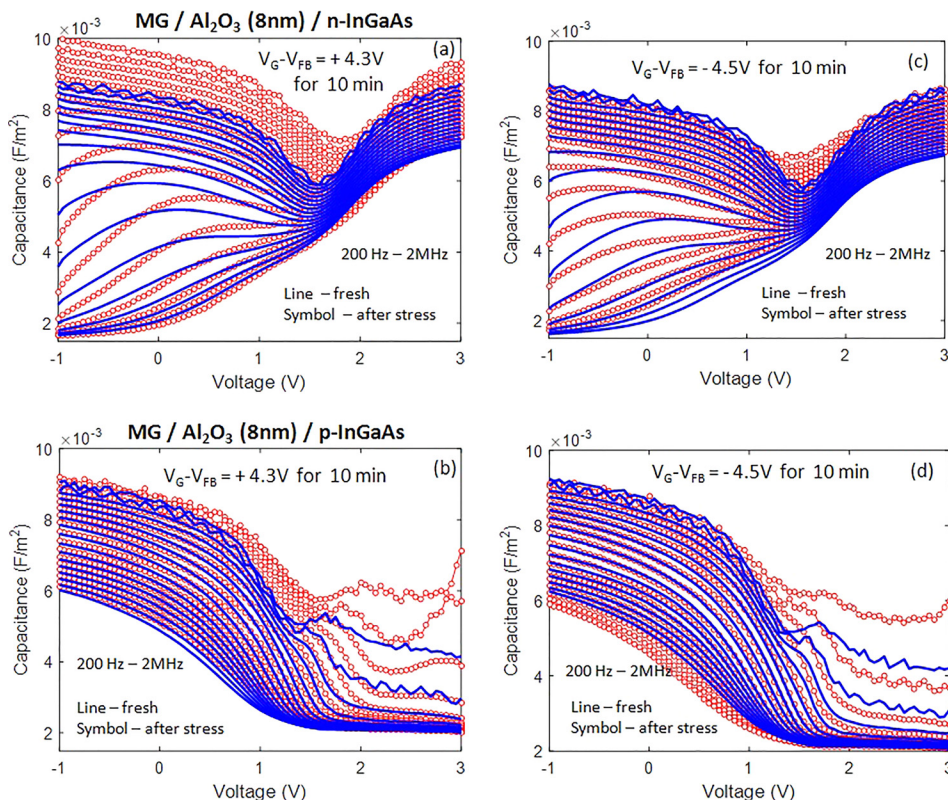 MG / Al₂O₃ (8nm) / n-InGaAs
× 10⁻³
10
8
6
4
2
Capacitance (F/m²)
(a)
V_G-V_FB = + 4.3V
for 10 min
200 Hz – 2MHz
Line – fresh
Symbol – after stress
-1 0 1 2 3
Voltage (V)
× 10⁻³
10
8
6
4
2
Capacitance (F/m²)
(c)
V_G-V_FB = - 4.5V for 10 min
200 Hz – 2MHz
Line – fresh
Symbol – after stress
-1 0 1 2 3
Voltage (V)
MG / Al₂O₃ (8nm) / p-InGaAs
× 10⁻³
10
8
6
4
2
Capacitance (F/m²)
(b)
V_G-V_FB = + 4.3V for 10 min
200 Hz – 2MHz
Line – fresh
Symbol – after stress
-1 0 1 2 3
Voltage (V)
× 10⁻³
10
8
6
4
2
Capacitance (F/m²)
(d)
V_G-V_FB = - 4.5V for 10 min
200 Hz – 2MHz
Line – fresh
Symbol – after stress
-1 0 1 2 3
Voltage (V)